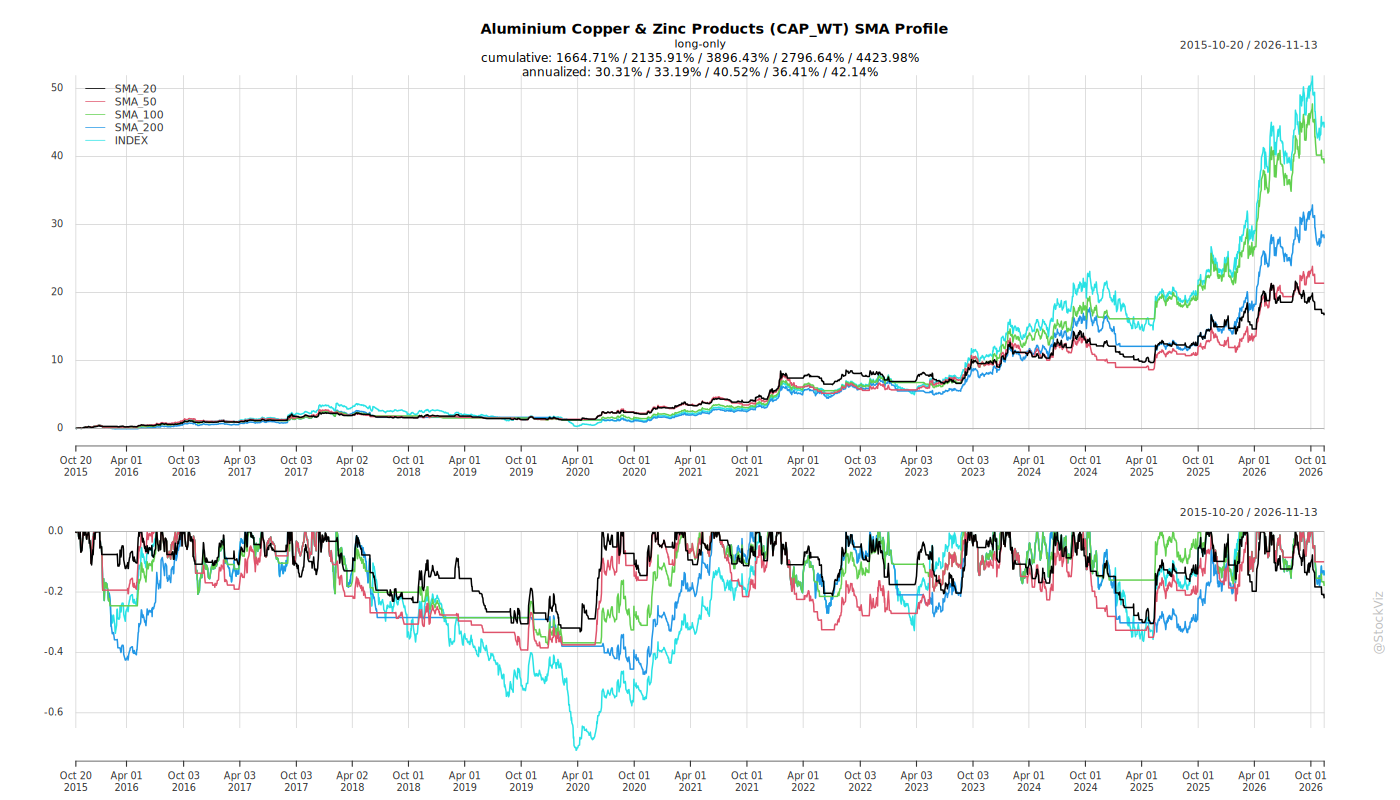 Aluminium Copper & Zinc Products (CAP_WT) SMA Profile
long-only
2015-10-20 / 2026-11-13
cumulative: 1664.71% / 2135.91% / 3896.43% / 2796.64% / 4423.98%
annualized: 30.31% / 33.19% / 40.52% / 36.41% / 42.14%
50
SMA_20
SMA_50
SMA_100
SMA_200
INDEX
40
30
20
10
0
Oct 20 Apr 01 Oct 03 Apr 03 Oct 03 Apr 02 Oct 01 Apr 01 Oct 01 Apr 01 Oct 01 Apr 01 Oct 01 Apr 01 Oct 03 Apr 03 Oct 03 Apr 01 Oct 01 Apr 01 Oct 01 Apr 01 Oct 01
2015 2016 2016 2017 2017 2018 2018 2019 2019 2020 2020 2021 2021 2022 2022 2023 2023 2024 2024 2025 2025 2026 2026
2015-10-20 / 2026-11-13
0.0
-0.2
-0.4
-0.6
Oct 20 Apr 01 Oct 03 Apr 03 Oct 03 Apr 02 Oct 01 Apr 01 Oct 01 Apr 01 Oct 01 Apr 01 Oct 01 Apr 01 Oct 03 Apr 03 Oct 03 Apr 01 Oct 01 Apr 01 Oct 01 Apr 01 Oct 01
2015 2016 2016 2017 2017 2018 2018 2019 2019 2020 2020 2021 2021 2022 2022 2023 2023 2024 2024 2025 2025 2026 2026
@StockViz